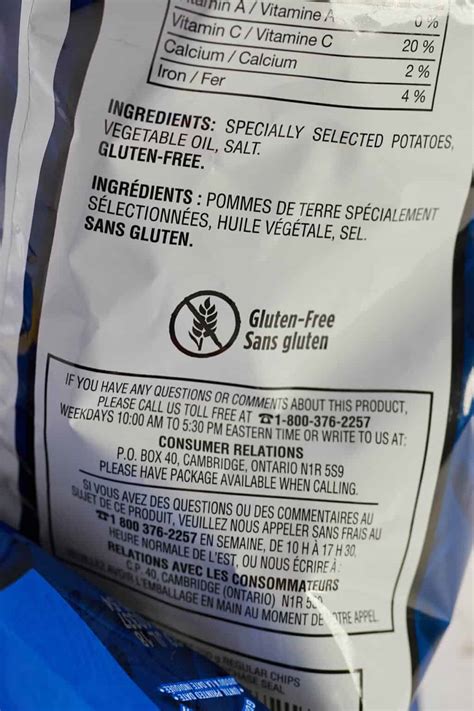 Vitamin A / Vitamine A 0 %
Vitamin C / Vitamine C 20 %
Calcium / Calcium 2 %
Iron / Fer 4 %
INGREDIENTS: SPECIALLY SELECTED POTATOES,
VEGETABLE OIL, SALT.
GLUTEN-FREE.
INGRÉDIENTS : POMMES DE TERRE SPÉCIALEMENT
SÉLECTIONNÉES, HUILE VÉGÉTALE, SEL.
SANS GLUTEN.
Gluten-Free
Sans gluten
IF YOU HAVE ANY QUESTIONS OR COMMENTS ABOUT THIS PRODUCT,
PLEASE CALL US TOLL FREE AT ☎1-800-376-2257
WEEKDAYS 10:00 AM TO 5:30 PM EASTERN TIME OR WRITE TO US AT:
CONSUMER RELATIONS
P.O. BOX 40, CAMBRIDGE, ONTARIO N1R 5S9
PLEASE HAVE PACKAGE AVAILABLE WHEN CALLING.
SI VOUS AVEZ DES QUESTIONS OU DES COMMENTAIRES AU
SUJET DE CE PRODUIT, VEUILLEZ NOUS APPELER SANS FRAIS AU
☎1 800 376-2257 EN SEMAINE, DE 10 H À 17 H 30,
HEURE NORMALE DE L'EST, OU NOUS ÉCRIRE À :
RELATIONS AVEC LES CONSOMMATEURS
C.P. 40, CAMBRIDGE (ONTARIO) N1R
AVOIR L'EMBALLAGE EN MAIN AU MOMENT DE VOTRE APPEL.
REGULAR CHIPS
SEAL